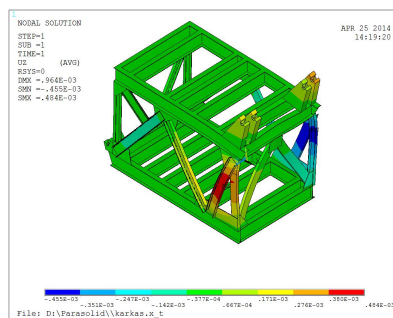 1
NODAL SOLUTION
APR 25 2014
14:19:20
STEP=1
SUB =1
TIME=1
UZ (AVG)
RSYS=0
DMX =.964E-03
SMN =-.455E-03
SMX =.484E-03
-.455E-03 -.351E-03 -.247E-03 -.142E-03 -.377E-04 .667E-04 .171E-03 .276E-03 .380E-03 .484E-03
File: D:\Parasolid\\karkas.x_t